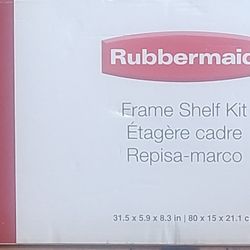 Rubbermaid
Frame Shelf Kit
Étagère cadre
Repisa-marco
31.5 x 5.9 x 8.3 in | 80 x 15 x 21.1 c